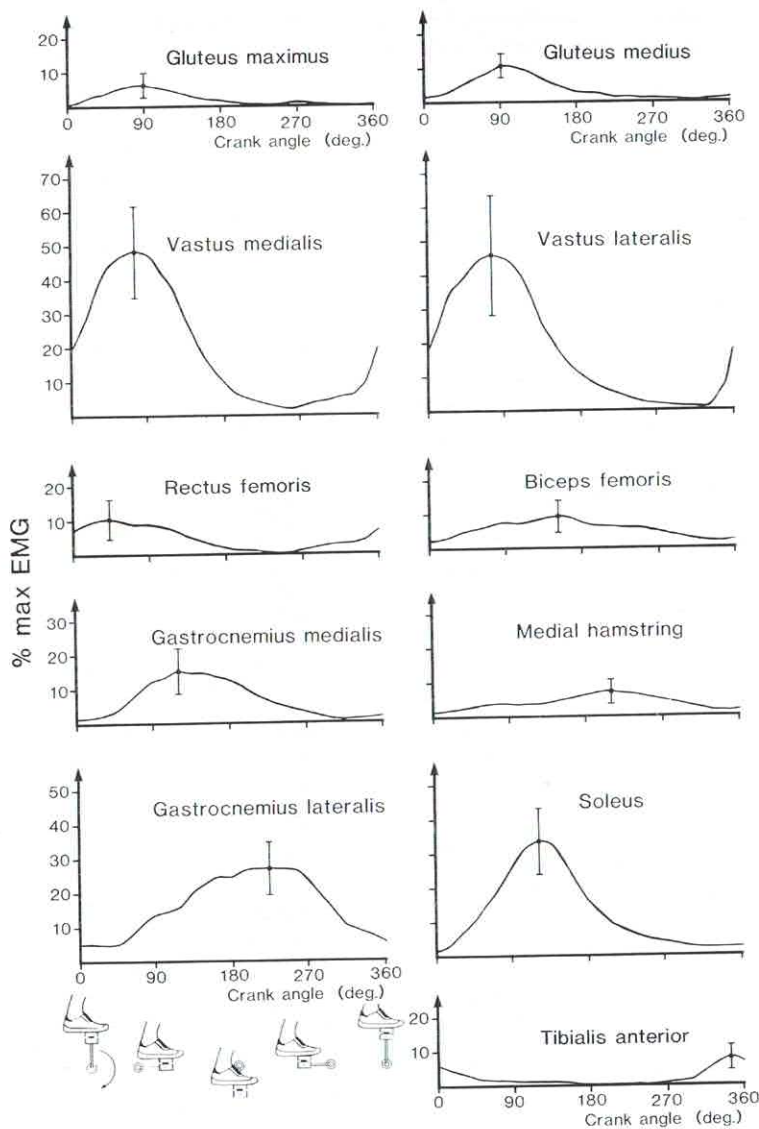 Gluteus maximus
20
10
0 90 180 270 360
Crank angle (deg.)
Gluteus medius
0 90 180 270 360
Crank angle (deg.)
Vastus medialis
70
60
50
40
30
20
10
Vastus lateralis
% max EMG
Rectus femoris
20
10
Biceps femoris
Gastrocnemius medialis
30
20
10
Medial hamstring
Gastrocnemius lateralis
50
40
30
20
10
0 90 180 270 360
Crank angle (deg.)
Soleus
Tibialis anterior
20
10
0 90 180 270 360
Crank angle (deg.)